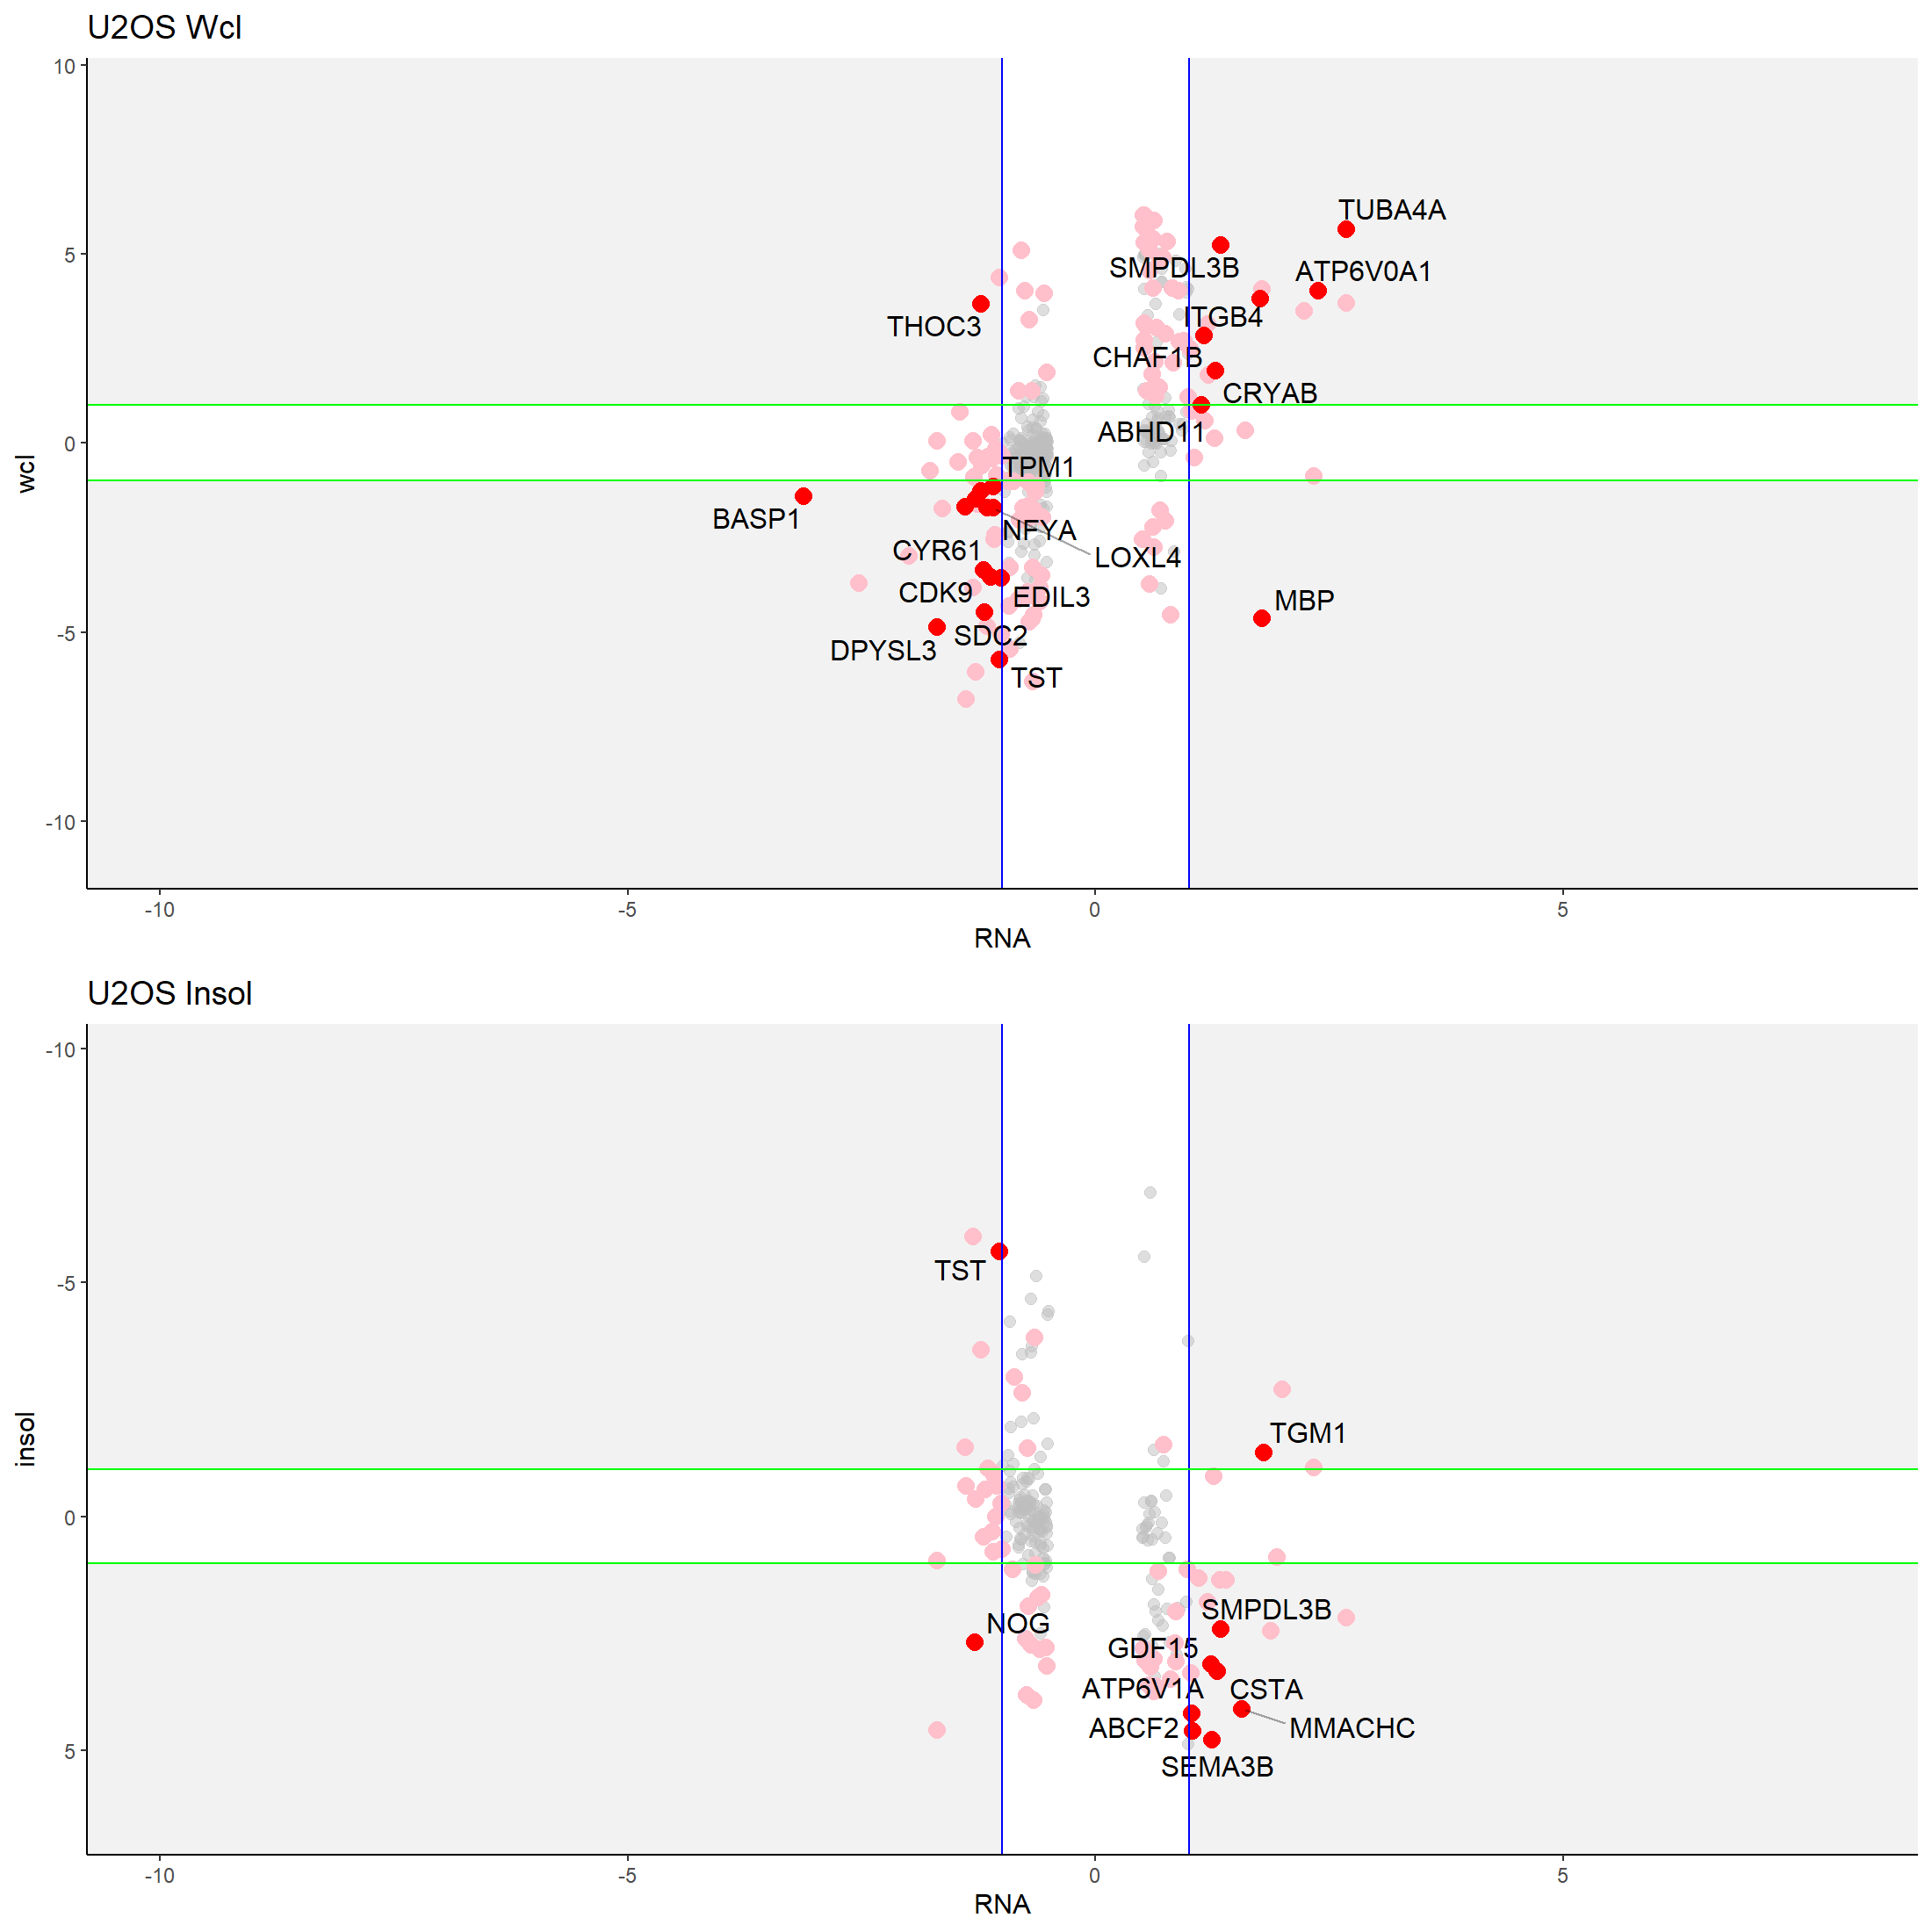 U2OS Wcl
10
TUBA4A
5
SMPDL3B
ATP6V0A1
THOC3
ITGB4
CHAF1B
CRYAB
ABHD11
0
wcl
TPM1
BASP1
NFYA
CYR61
LOXL4
CDK9
EDIL3
MBP
-5
SDC2
DPYSL3
TST
-10
-10
-5
0
5
RNA
U2OS Insol
-10
TST
-5
TGM1
insol
0
SMPDL3B
NOG
GDF15
ATP6V1A
CSTA
ABCF2
MMACHC
5
SEMA3B
-10
-5
0
5
RNA